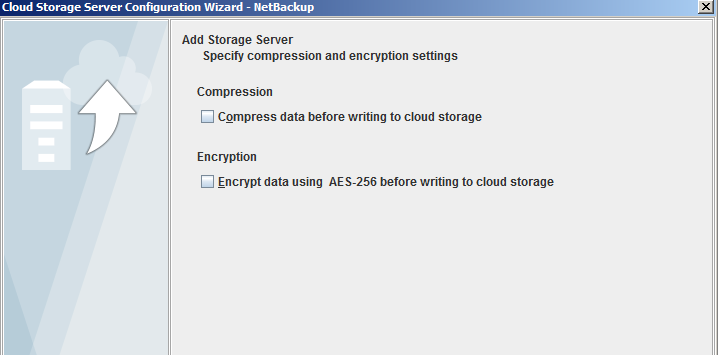 Cloud Storage Server Configuration Wizard - NetBackup
Add Storage Server
Specify compression and encryption settings
Compression
Compress data before writing to cloud storage
Encryption
Encrypt data using  AES-256 before writing to cloud storage